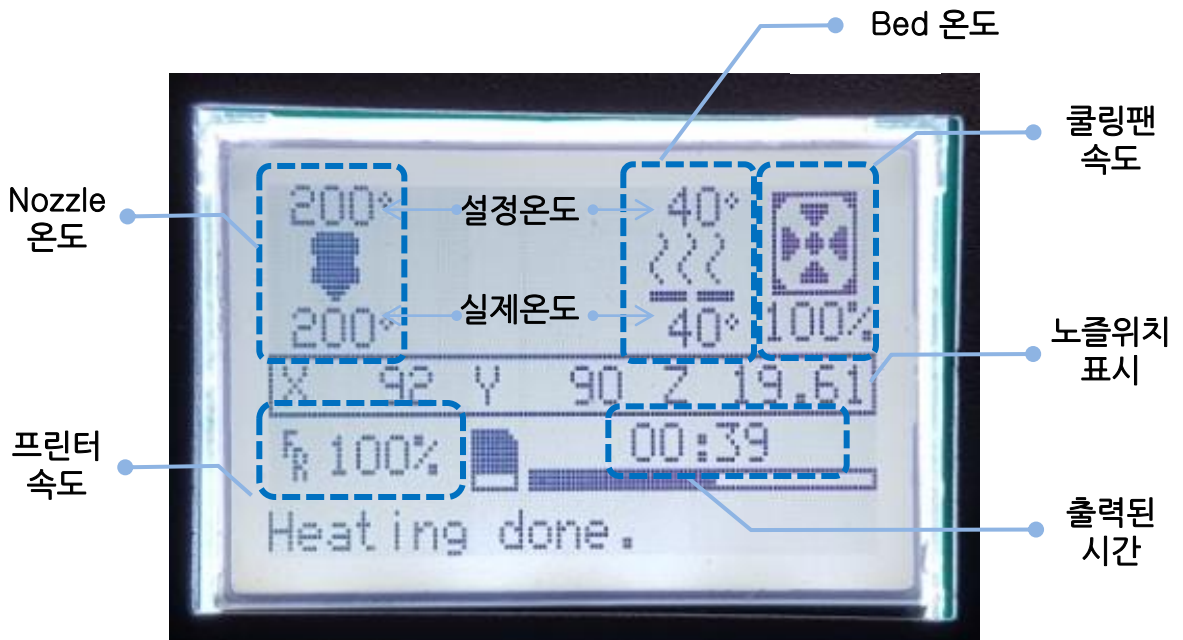 Bed 온도
쿨링팬
속도
Nozzle
온도
200° 설정온도 40°
200° 실제온도 40° 100%
노즐위치
표시
X 92 Y 90 Z 19.61
프린터
속도
FR 100% 00:39
Heating done.
출력된
시간